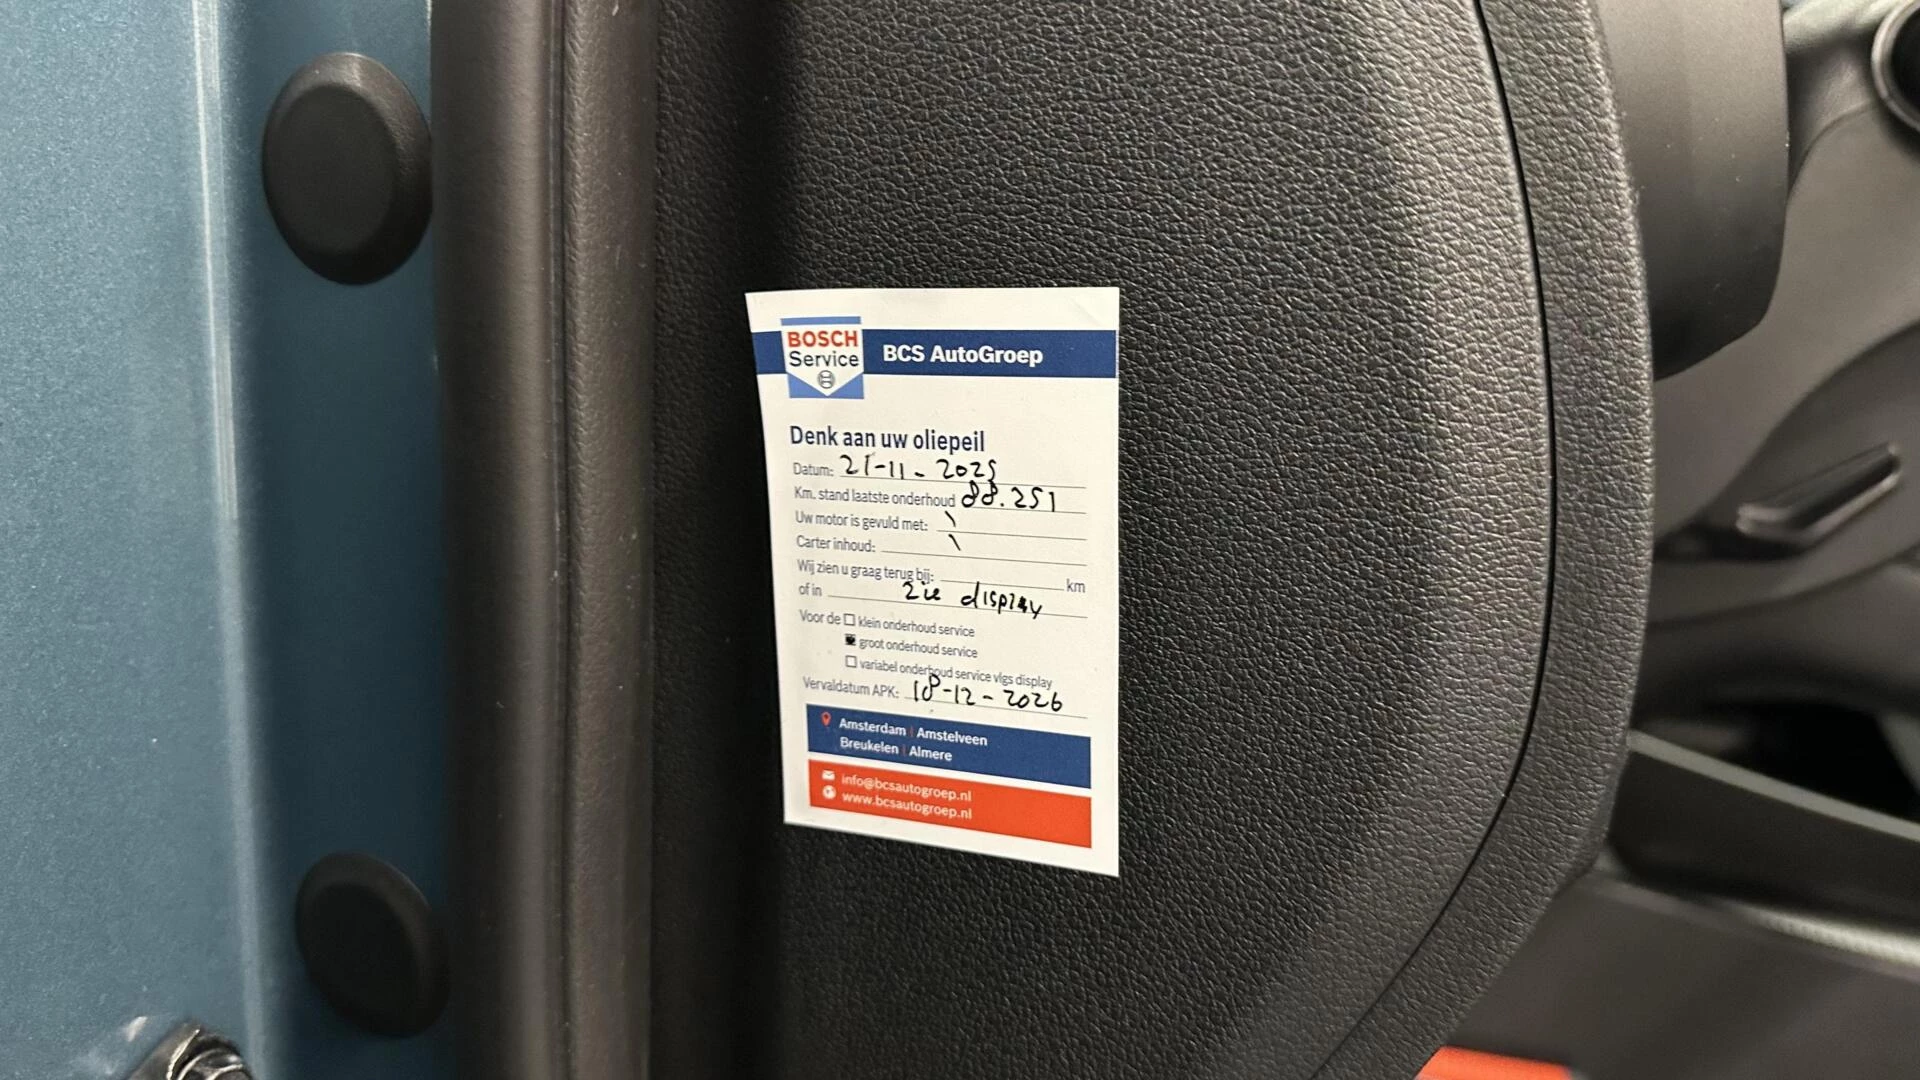 BOSCH
Service
BCS AutoGroep
Denk aan uw oliepeil
Datum: 21-11-2025
Km. stand laatste onderhoud 88.251
Uw motor is gevuld met: \
Carter inhoud: \
Wij zien u graag terug bij: km
of in zie display
Voor de klein onderhoud service
groot onderhoud service
variabel onderhoud service vlgs display
Vervaldatum APK: 18-12-2026
Amsterdam | Amstelveen
Breukelen | Almere
info@bcsautogroep.nl
www.bcsautogroep.nl